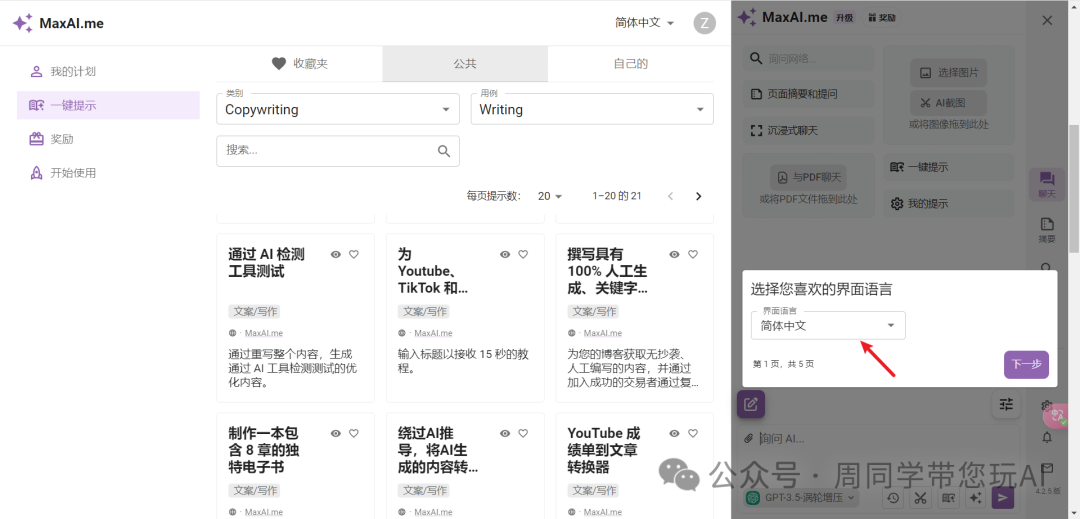 MaxAI.me
简体中文
Z
我的计划
一键提示
奖励
开始使用
收藏夹
公共
自己的
类别
Copywriting
用例
Writing
搜索...
每页提示数:
20
1–20 的 21
通过 AI 检测
工具测试
文案/写作
· MaxAI.me
通过重写整个内容，生成
通过 AI 工具检测测试的优
化内容。
为
Youtube、
TikTok 和...
文案/写作
· MaxAI.me
输入标题以接收 15 秒的教
程。
撰写具有
100% 人工生
成、关键字...
文案/写作
· MaxAI.me
为您的博客获取无抄袭、
人工编写的内容，并通过
加入成功的交易者通过复...
制作一本包
含 8 章的独
特电子书
文案/写作
· MaxAI.me
绕过AI推
导，将AI生
成的内容转...
文案/写作
· MaxAI.me
YouTube 成
绩单到文章
转换器
文案/写作
· MaxAI.me
MaxAI.me
升级
奖励
询问网络...
页面摘要和提问
沉浸式聊天
选择图片
AI截图
或将图像拖到此处
与PDF聊天
或将PDF文件拖到此处
一键提示
我的提示
聊天
摘要
选择您喜欢的界面语言
界面语言
简体中文
第 1 页，共 5 页
下一步
询问 AI...
GPT-3.5-涡轮增压
4.2.5 版
公众号 · 周同学带您玩AI